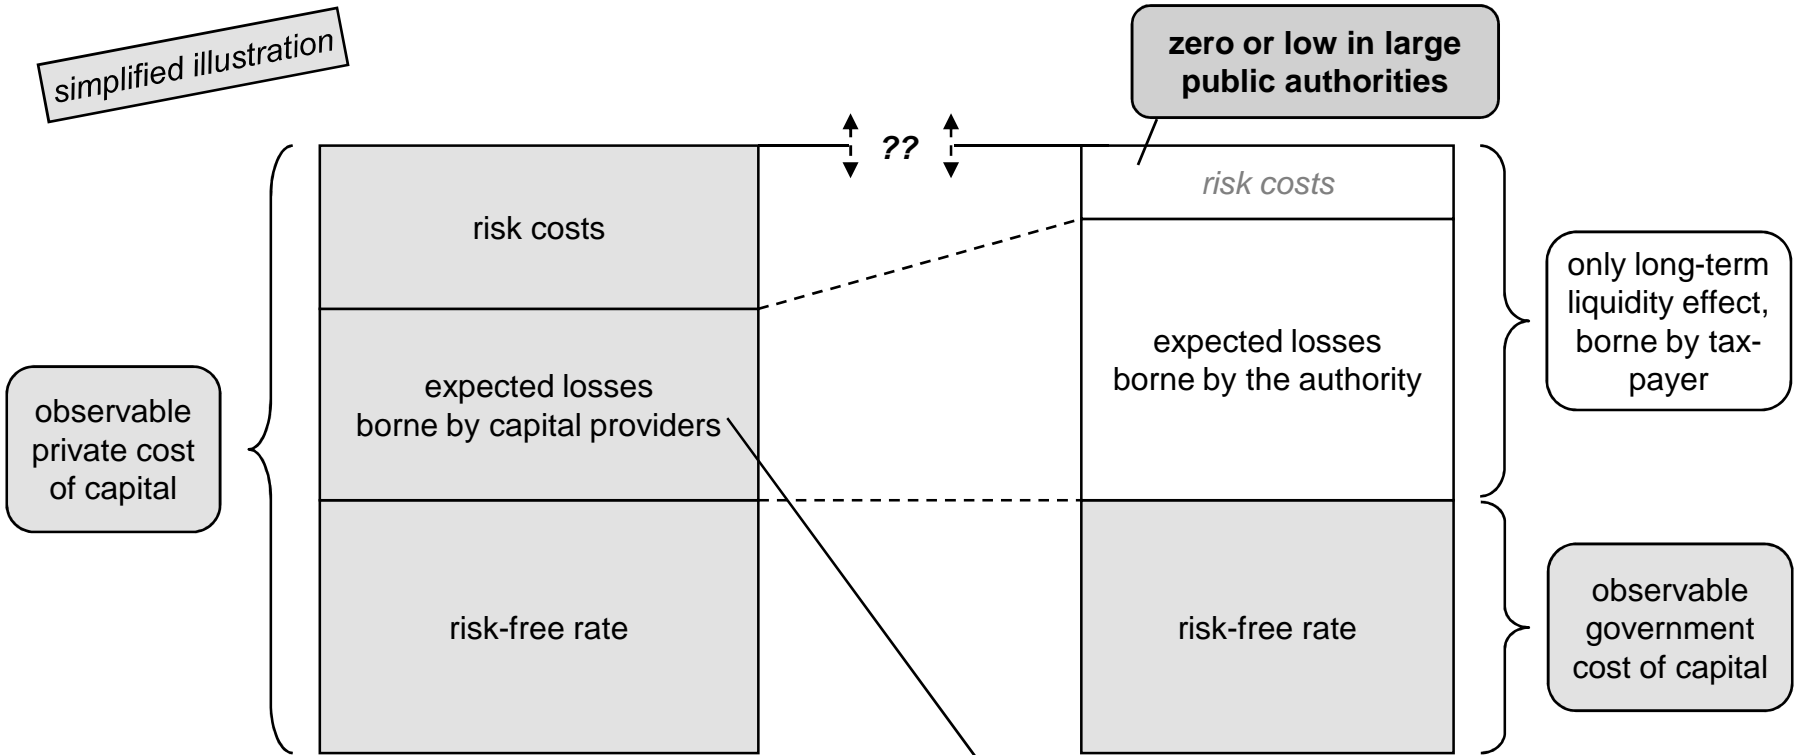 simplified illustration
zero or low in large
public authorities
??
risk costs
risk costs
only long-term
liquidity effect,
borne by tax-
payer
expected losses
borne by the authority
expected losses
borne by capital providers
observable
private cost
of capital
risk-free rate
risk-free rate
observable
government
cost of capital